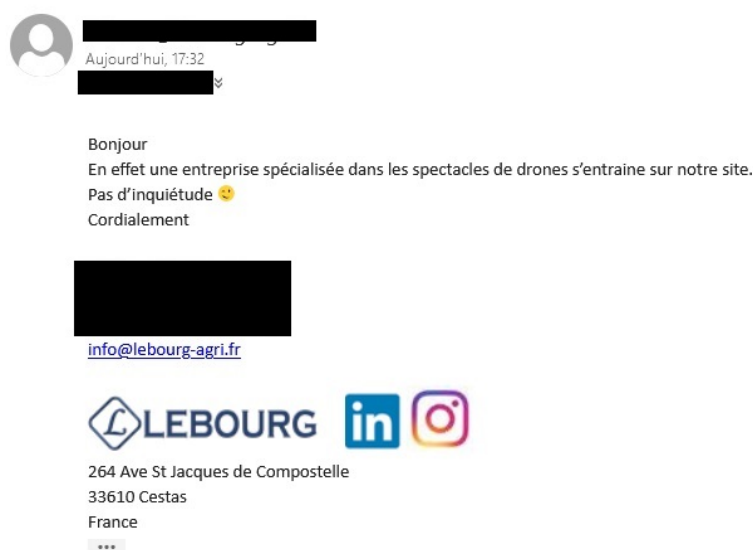 Aujourd'hui, 17:32
Bonjour
En effet une entreprise spécialisée dans les spectacles de drones s’entraine sur notre site.
Pas d’inquiétude
Cordialement
info@lebourg-agri.fr
L LEBOURG in
264 Ave St Jacques de Compostelle
33610 Cestas
France